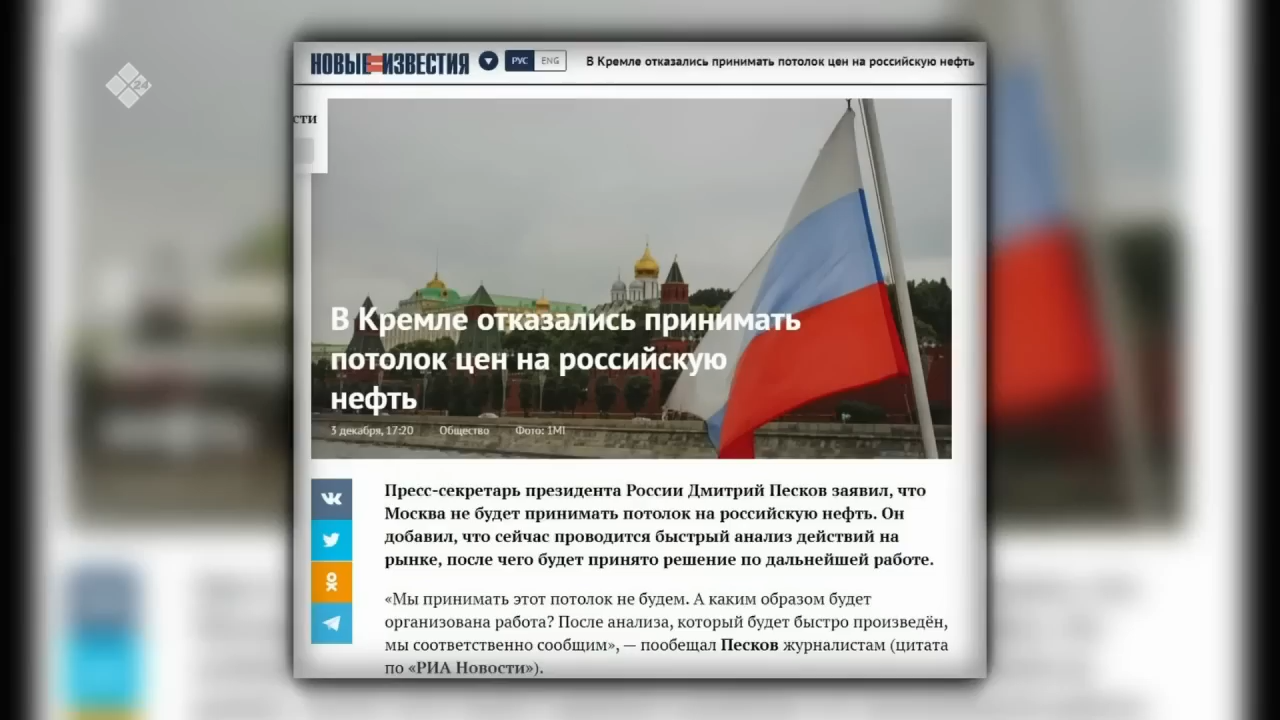 24
НОВЫЕ ИЗВЕСТИЯ
РУС ENG
В Кремле отказались принимать потолок цен на российскую нефть
сти
В Кремле отказались принимать
потолок цен на российскую
нефть
3 декабря, 17:20 Общество Фото: 1MI
Пресс-секретарь президента России Дмитрий Песков заявил, что
Москва не будет принимать потолок на российскую нефть. Он
добавил, что сейчас проводится быстрый анализ действий на
рынке, после чего будет принято решение по дальнейшей работе.
«Мы принимать этот потолок не будем. А каким образом будет
организована работа? После анализа, который будет быстро произведён,
мы соответственно сообщим», — пообещал Песков журналистам (цитата
по «РИА Новости»).